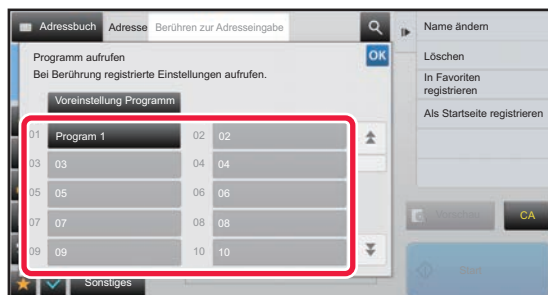 Adressbuch Adresse Berühren zur Adresseingabe
Name ändern
Programm aufrufen OK
Löschen
Bei Berührung registrierte Einstellungen aufrufen.
In Favoriten
registrieren
Voreinstellung Programm
Als Startseite registrieren
01 Program 1 02 02
03 03 04 04
05 05 06 06
07 07 08 08
Vorschau CA
09 09 10 10
Sonstiges
Start